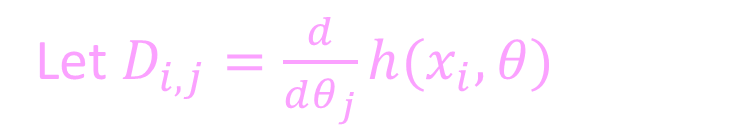 Let $D_{i,j} = \frac{d}{d\theta_j} h(x_i, \theta)$